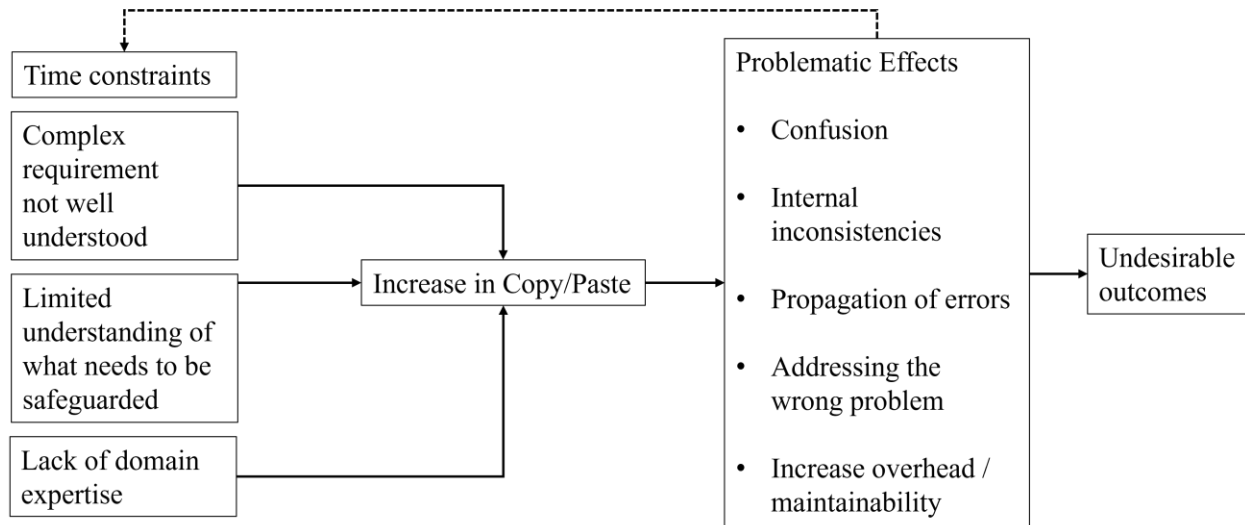 Time constraints
Complex
requirement
not well
understood
Limited
understanding of
what needs to be
safeguarded
Lack of domain
expertise
Increase in Copy/Paste
Problematic Effects
• Confusion
• Internal
inconsistencies
• Propagation of errors
• Addressing the
wrong problem
• Increase overhead /
maintainability
Undesirable
outcomes